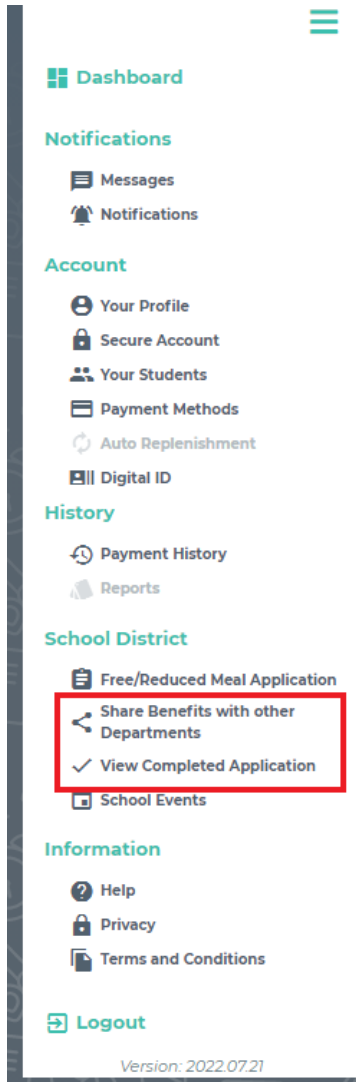 Dashboard
Notifications
Messages
Notifications
Account
Your Profile
Secure Account
Your Students
Payment Methods
Auto Replenishment
Digital ID
History
Payment History
Reports
School District
Free/Reduced Meal Application
Share Benefits with other
Departments
View Completed Application
School Events
Information
Help
Privacy
Terms and Conditions
Logout
Version: 2022.07.21